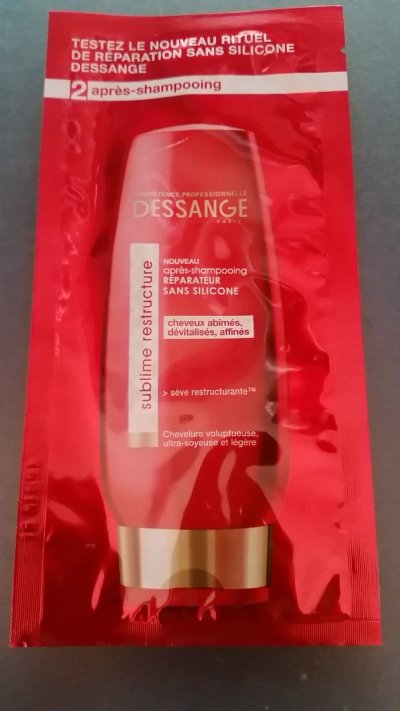 TESTEZ LE NOUVEAU RITUEL
DE RÉPARATION SANS SILICONE
DESSANGE
2 après-shampooing
COMPÉTENCE PROFESSIONNELLE
DESSANGE
PARIS
sublime restructure
NOUVEAU
après-shampooing
RÉPARATEUR
SANS SILICONE
cheveux abîmés,
dévitalisés, affinés
> sève restructurante™
Chevelure voluptueuse,
ultra-soyeuse et légère